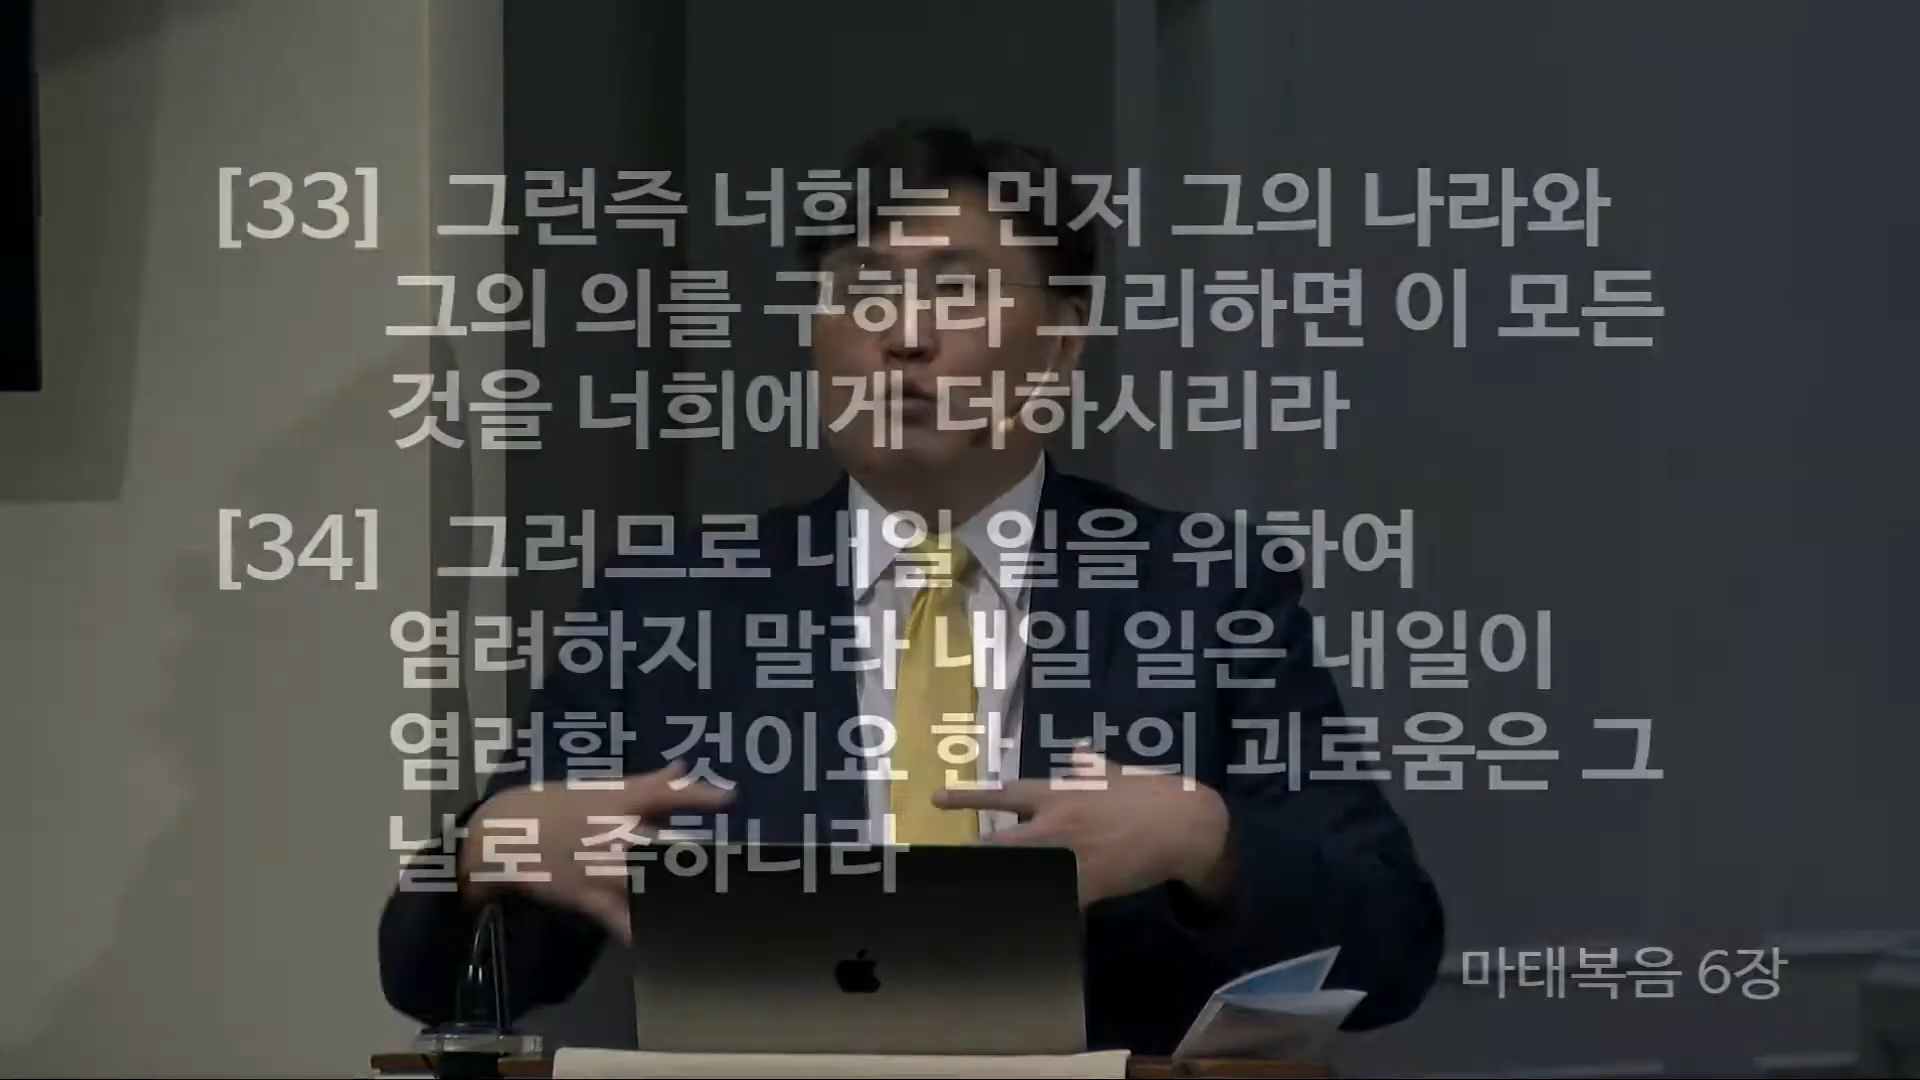 [33] 그런즉 너희는 먼저 그의 나라와
그의 의를 구하라 그리하면 이 모든
것을 너희에게 더하시리라
[34] 그러므로 내일 일을 위하여
염려하지 말라 내일 일은 내일이
염려할 것이요 한 날의 괴로움은 그
날로 족하니라
마태복음 6장